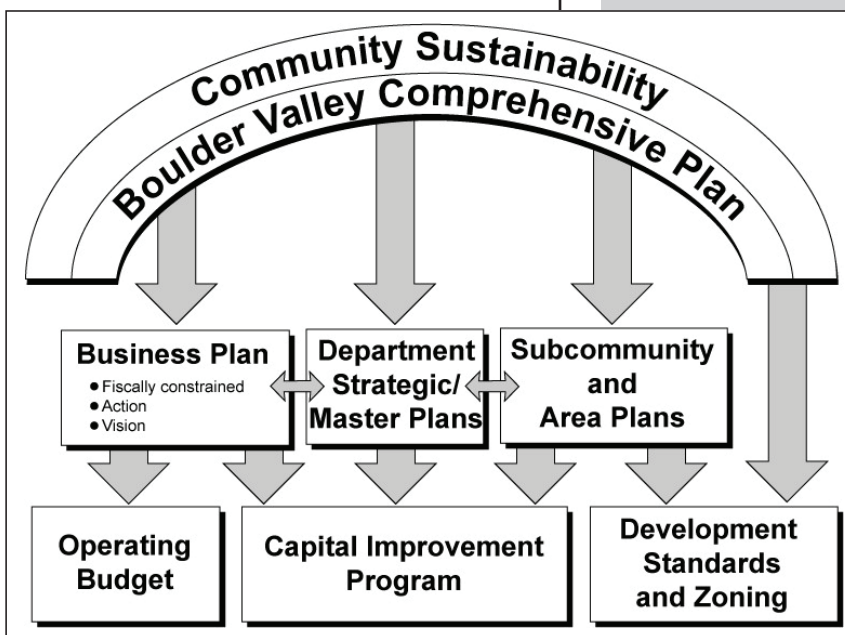 Community Sustainability
Boulder Valley Comprehensive Plan
Business Plan
● Fiscally constrained
● Action
● Vision
Department
Strategic/
Master Plans
Subcommunity
and
Area Plans
Operating
Budget
Capital Improvement
Program
Development
Standards
and Zoning